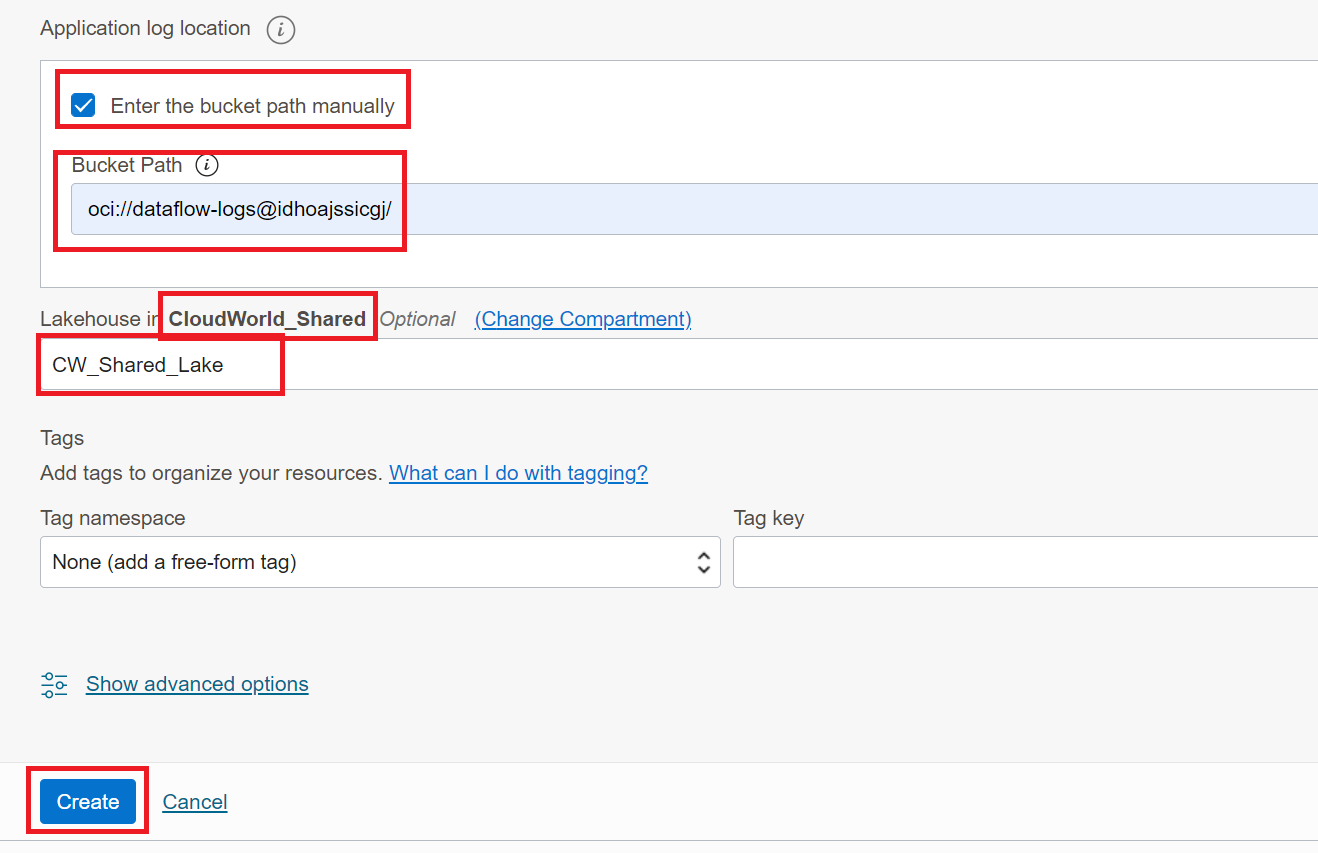 Application log location
Enter the bucket path manually
Bucket Path
oci://dataflow-logs@idhoajssicgj/
Lakehouse in CloudWorld_Shared Optional (Change Compartment)
CW_Shared_Lake
Tags
Add tags to organize your resources. What can I do with tagging?
Tag namespace Tag key
None (add a free-form tag)
Show advanced options
Create Cancel